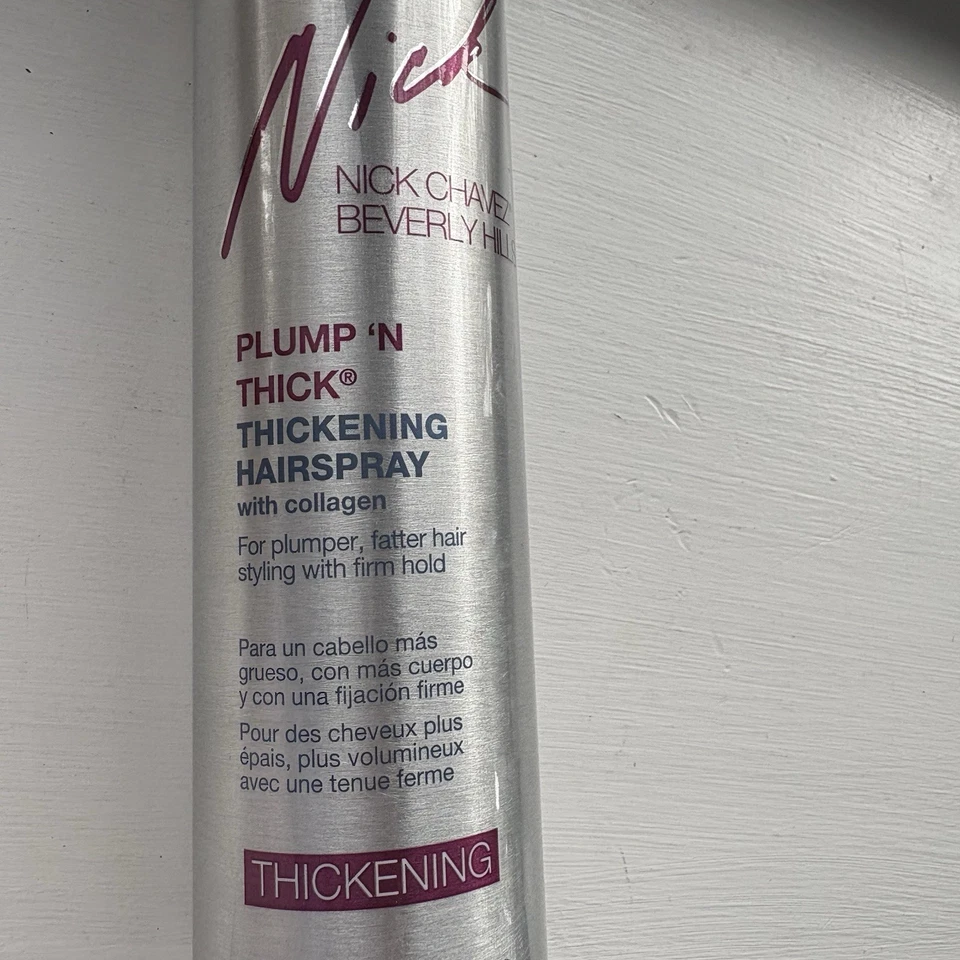 Nick
NICK CHAVEZ
BEVERLY HILLS
PLUMP ‘N
THICK®
THICKENING
HAIRSPRAY
with collagen
For plumper, fatter hair
styling with firm hold
Para un cabello más
grueso, con más cuerpo
y con una fijación firme
Pour des cheveux plus
épais, plus volumineux
avec une tenue ferme
THICKENING